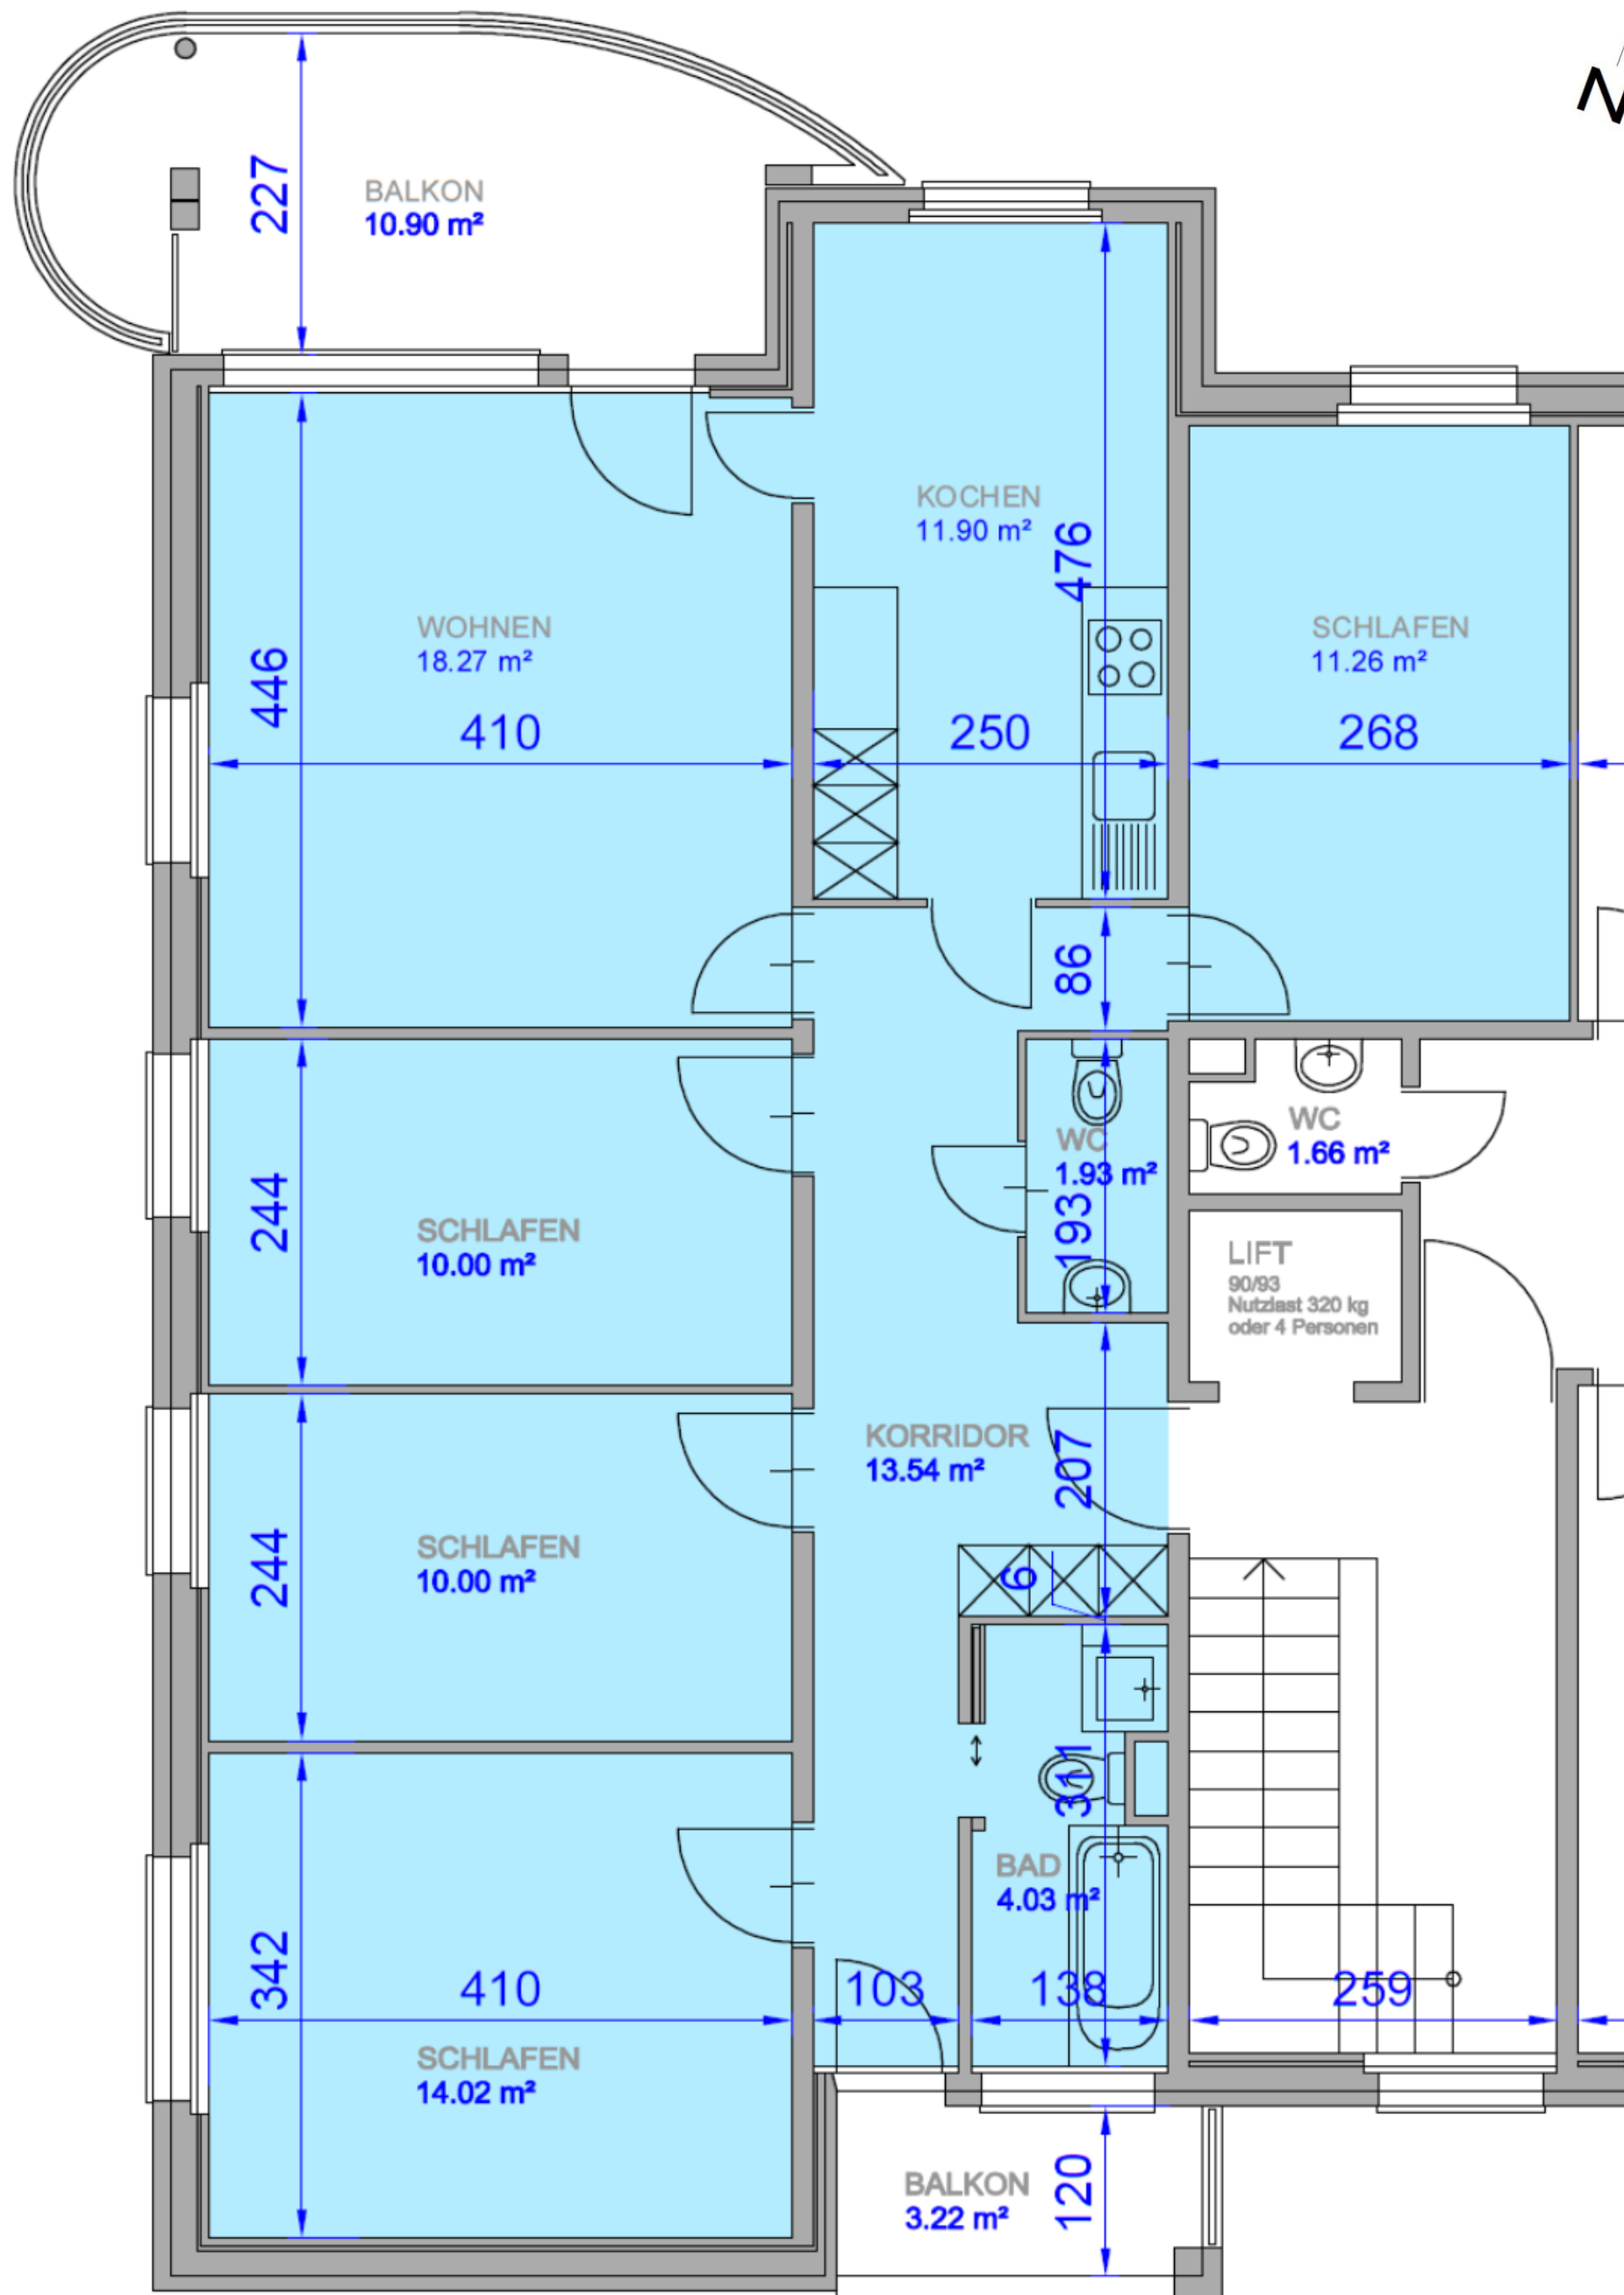 N
227
BALKON
10.90 m²
KOCHEN
11.90 m²
476
WOHNEN
18.27 m²
446
410
250
SCHLAFEN
11.26 m²
268
86
WC
1.93 m²
193
WC
1.66 m²
244
SCHLAFEN
10.00 m²
LIFT
90/93
Nutzlast 320 kg
oder 4 Personen
KORRIDOR
13.54 m²
207
244
SCHLAFEN
10.00 m²
6
311
BAD
4.03 m²
342
410
103
138
259
SCHLAFEN
14.02 m²
BALKON
3.22 m²
120